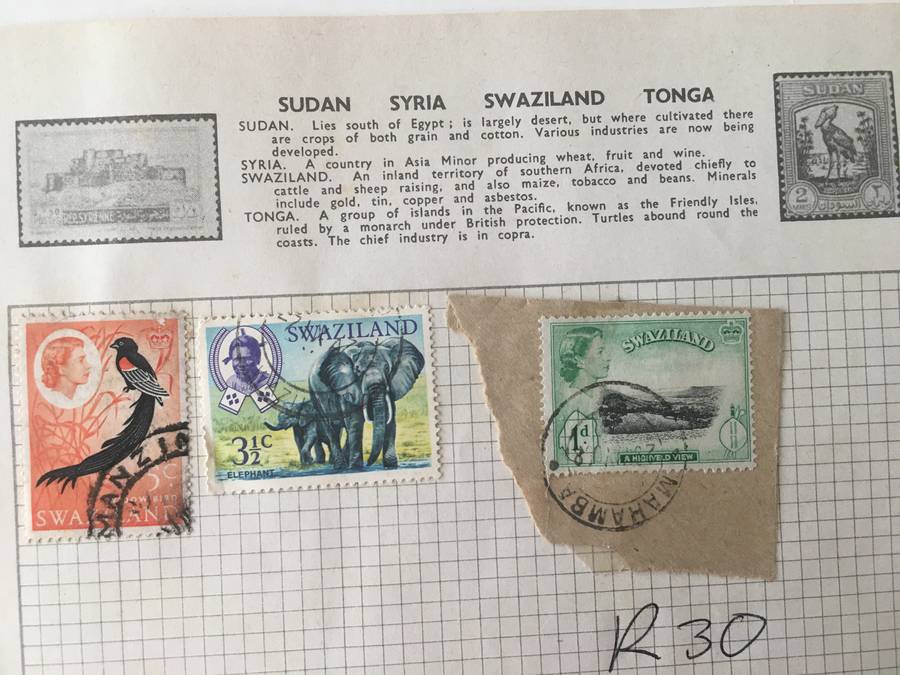 SUDAN SYRIA SWAZILAND TONGA
SUDAN. Lies south of Egypt; is largely desert, but where cultivated there
are crops of both grain and cotton. Various industries are now being
developed.
SYRIA. A country in Asia Minor producing wheat, fruit and wine.
SWAZILAND. An inland territory of southern Africa, devoted chiefly to
cattle and sheep raising, and also maize, tobacco and beans. Minerals
include gold, tin, copper and asbestos.
TONGA. A group of islands in the Pacific, known as the Friendly Isles,
ruled by a monarch under British protection. Turtles abound round the
coasts. The chief industry is in copra.
SUDAN
2
SWAZILAND
MANZI
SWAZILAND
3½C
ELEPHANT
SWAZILAND
1d
A HIGHVELD VIEW
MAHAMBA
R30